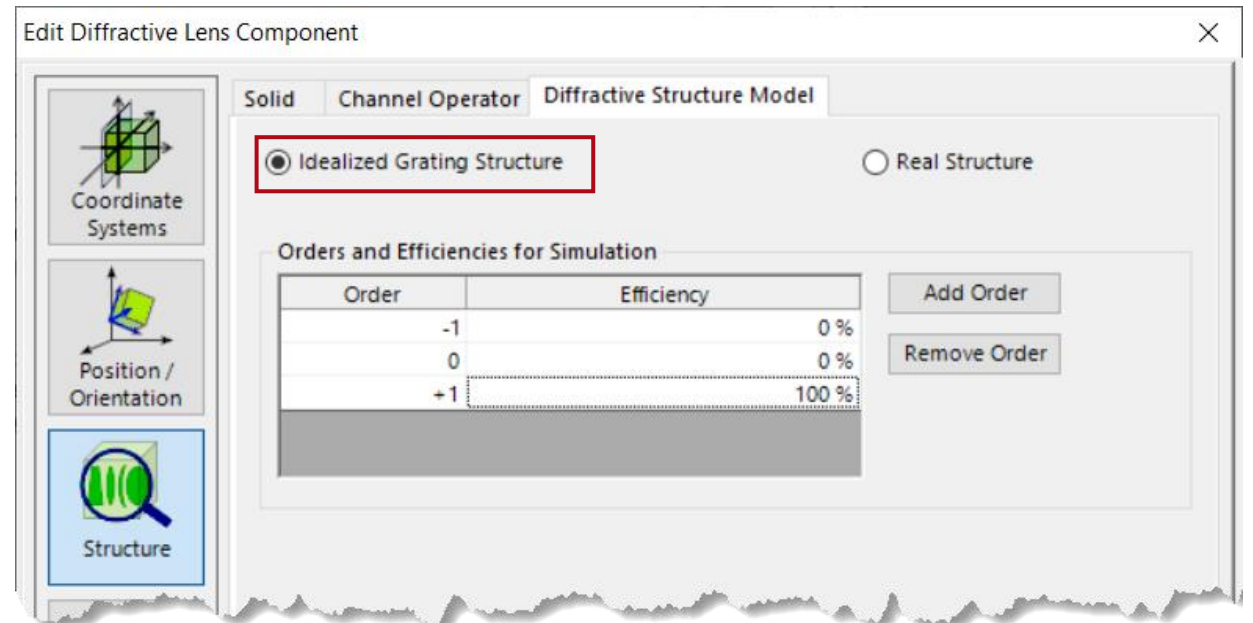 Edit Diffractive Lens Component
Solid Channel Operator Diffractive Structure Model
Idealized Grating Structure Real Structure
Coordinate
Systems
Orders and Efficiencies for Simulation
Order Efficiency Add Order
-1 0 %
0 0 % Remove Order
+1 100 %
Position /
Orientation
Structure